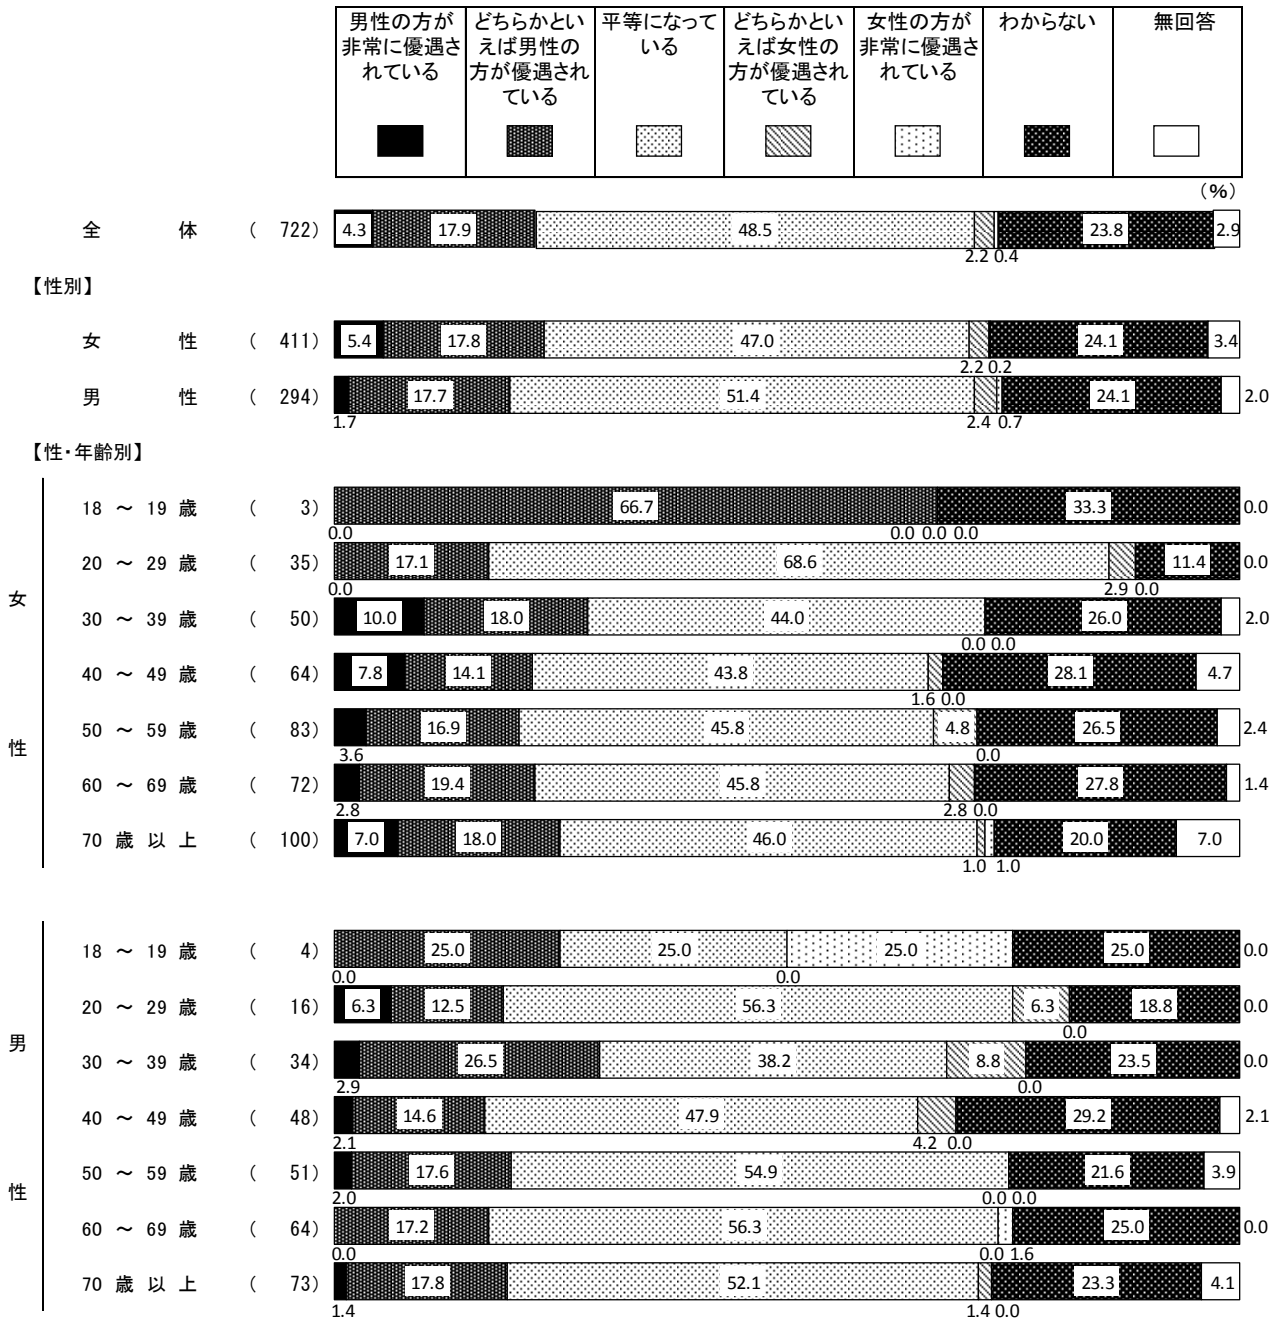 男性の方が非常に優遇されている
どちらかといえば男性の方が優遇されている
平等になっている
どちらかといえば女性の方が優遇されている
女性の方が非常に優遇されている
わからない
無回答
（%）
全体 ( 722) 4.3 17.9 48.5 2.2 0.4 23.8 2.9
【性別】
女性 ( 411) 5.4 17.8 47.0 2.2 0.2 24.1 3.4
男性 ( 294) 1.7 17.7 51.4 2.4 0.7 24.1 2.0
【性・年齢別】
女性
18 ～ 19 歳 ( 3) 0.0 66.7 0.0 0.0 0.0 33.3 0.0
20 ～ 29 歳 ( 35) 0.0 17.1 68.6 2.9 0.0 11.4 0.0
30 ～ 39 歳 ( 50) 10.0 18.0 44.0 0.0 0.0 26.0 2.0
40 ～ 49 歳 ( 64) 7.8 14.1 43.8 1.6 0.0 28.1 4.7
50 ～ 59 歳 ( 83) 3.6 16.9 45.8 4.8 0.0 26.5 2.4
60 ～ 69 歳 ( 72) 2.8 19.4 45.8 2.8 0.0 27.8 1.4
70 歳 以 上 ( 100) 7.0 18.0 46.0 1.0 1.0 20.0 7.0
男性
18 ～ 19 歳 ( 4) 0.0 25.0 25.0 0.0 25.0 25.0 0.0
20 ～ 29 歳 ( 16) 6.3 12.5 56.3 6.3 0.0 18.8 0.0
30 ～ 39 歳 ( 34) 2.9 26.5 38.2 8.8 0.0 23.5 0.0
40 ～ 49 歳 ( 48) 2.1 14.6 47.9 4.2 0.0 29.2 2.1
50 ～ 59 歳 ( 51) 2.0 17.6 54.9 0.0 0.0 21.6 3.9
60 ～ 69 歳 ( 64) 0.0 17.2 56.3 0.0 1.6 25.0 0.0
70 歳 以 上 ( 73) 1.4 17.8 52.1 1.4 0.0 23.3 4.1